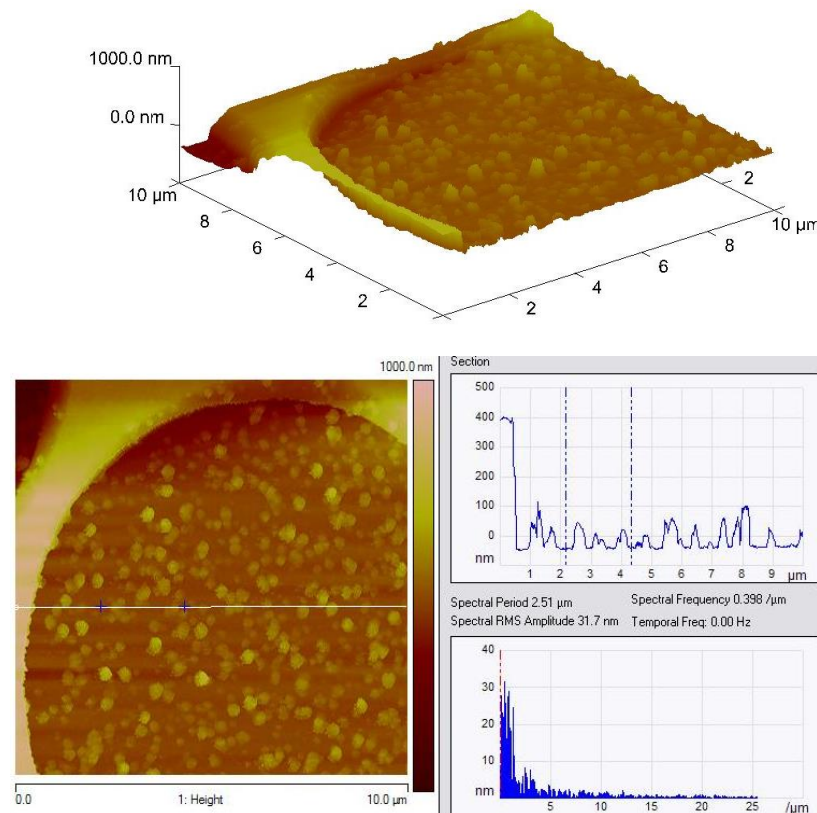 1000.0 nm
0.0 nm
10 µm
8
6
4
2
2
4
6
8
10 µm
2
1000.0 nm
0.0
1: Height
10.0 µm
Section
500
400
300
200
100
0
nm
1 2 3 4 5 6 7 8 9 µm
Spectral Period 2.51 µm Spectral Frequency 0.398 /µm
Spectral RMS Amplitude 31.7 nm Temporal Freq: 0.00 Hz
40
30
20
10
nm
5 10 15 20 25 /µm